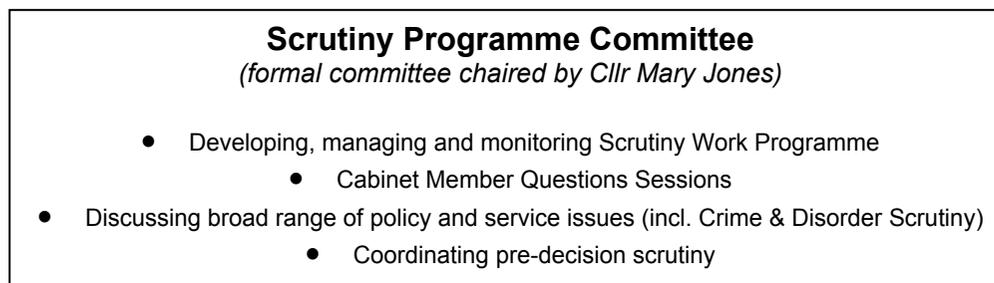 Scrutiny Programme Committee
(formal committee chaired by Cllr Mary Jones)
● Developing, managing and monitoring Scrutiny Work Programme
● Cabinet Member Questions Sessions
● Discussing broad range of policy and service issues (incl. Crime & Disorder Scrutiny)
● Coordinating pre-decision scrutiny